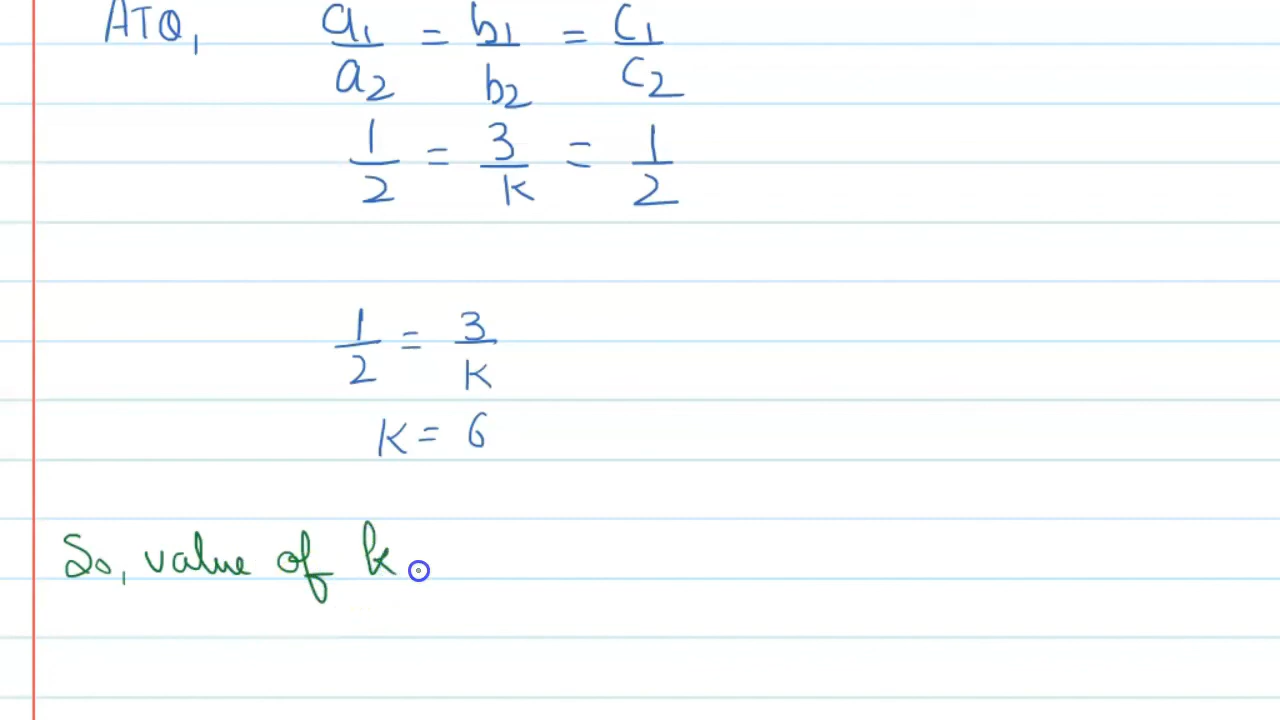 ATQ, a₁/a₂ = b₁/b₂ = c₁/c₂
1/2 = 3/k = 1/2
1/2 = 3/k
k = 6
So, value of k